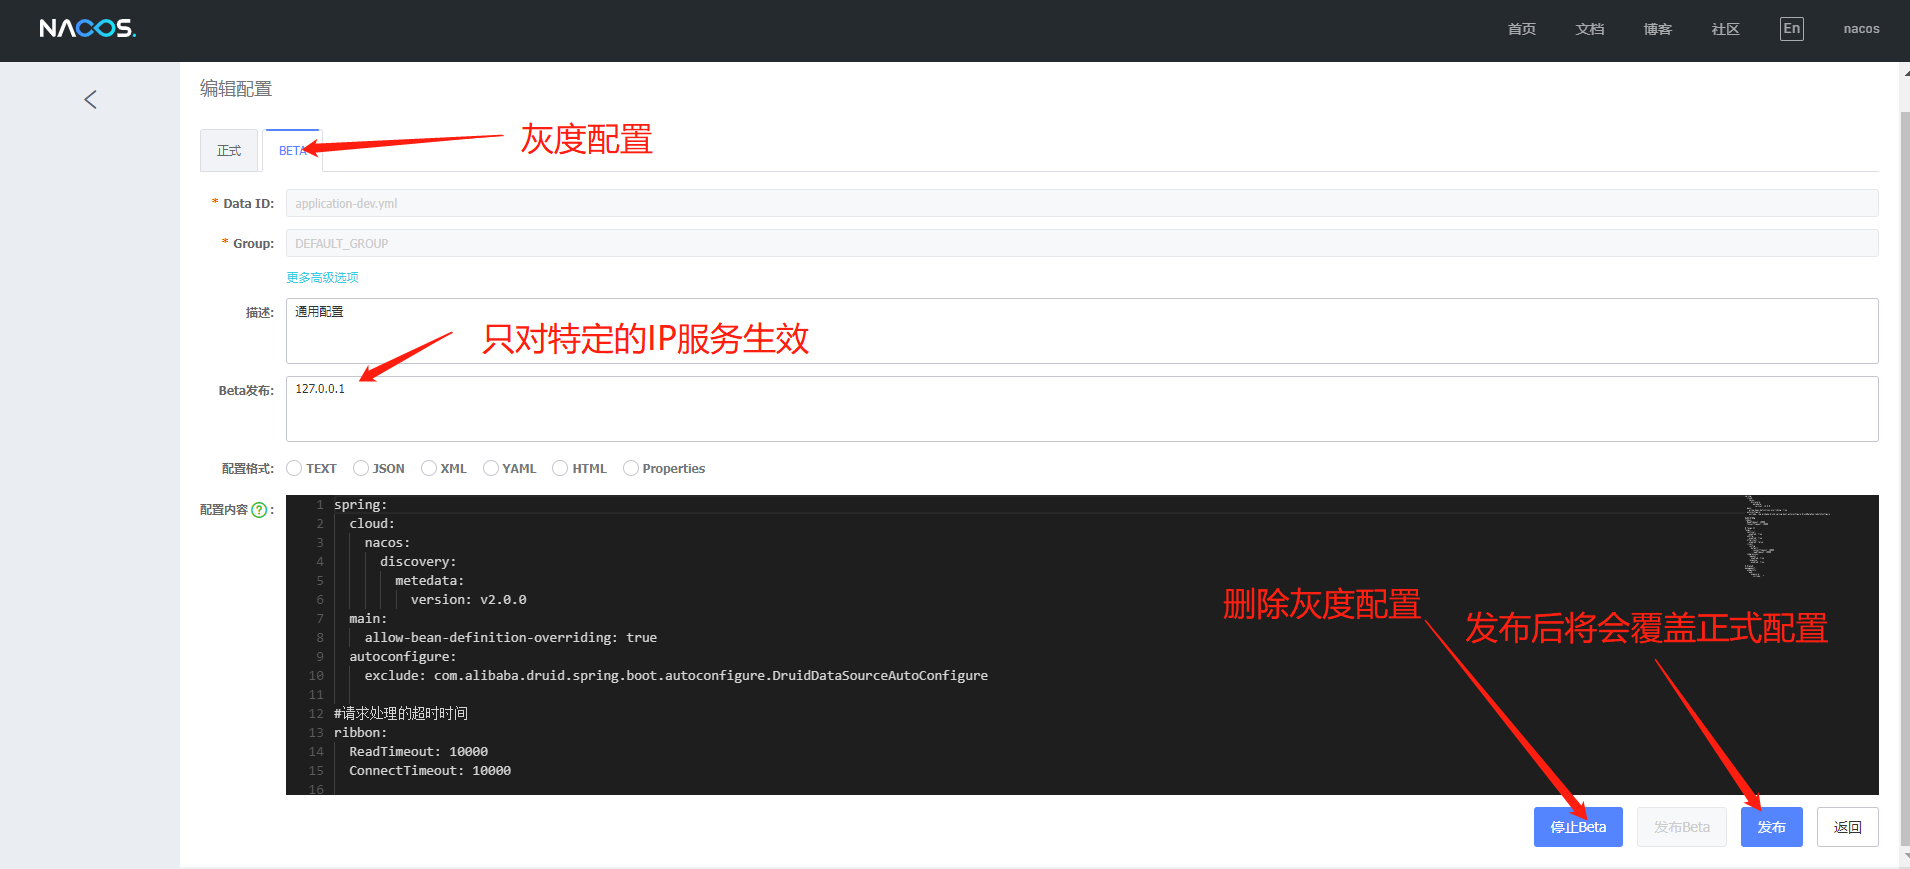 NACOS.
首页 文档 博客 社区 En nacos
编辑配置
正式 BETA 灰度配置
* Data ID: application-dev.yml
* Group: DEFAULT_GROUP
更多高级选项
描述: 通用配置
只对特定的IP服务生效
Beta发布: 127.0.0.1
配置格式: TEXT JSON XML YAML HTML Properties
配置内容 ? :
1 spring:
2 cloud:
3 nacos:
4 discovery:
5 metedata:
6 version: v2.0.0
7 main:
8 allow-bean-definition-overriding: true
9 autoconfigure:
10 exclude: com.alibaba.druid.spring.boot.autoconfigure.DruidDataSourceAutoConfigure
11
12 #请求处理的超时时间
13 ribbon:
14 ReadTimeout: 10000
15 ConnectTimeout: 10000
16
删除灰度配置
发布后将会覆盖正式配置
停止Beta 发布Beta 发布 返回